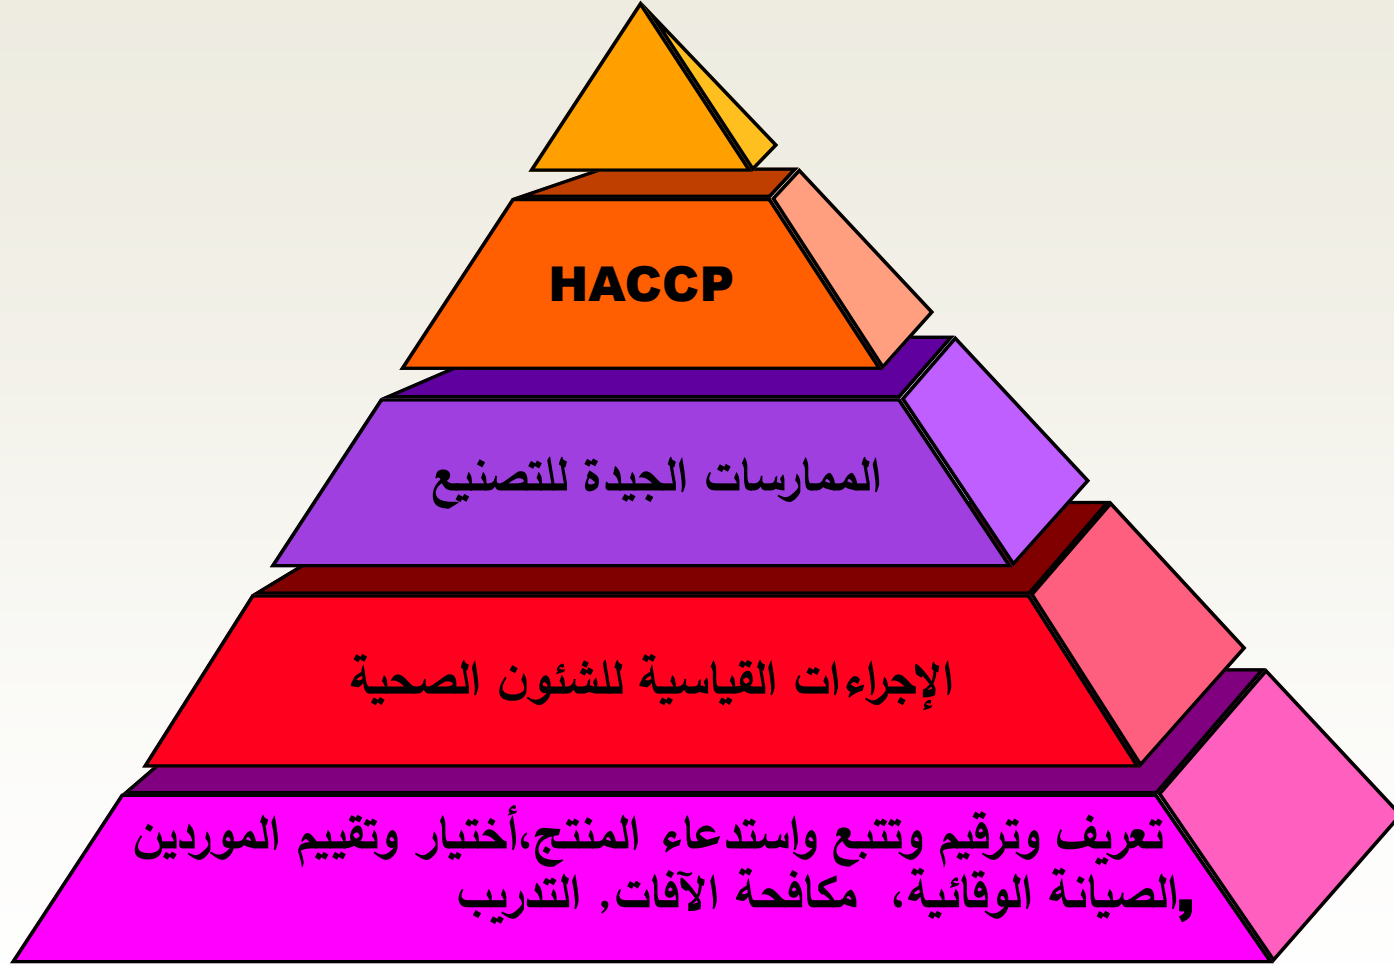 HACCP
الممارسات الجيدة للتصنيع
الإجراءات القياسية للشئون الصحية
تعريف وترقيم وتتبع واستدعاء المنتج،أختيار وتقييم الموردين
,الصيانة الوقائية، مكافحة الآفات, التدريب